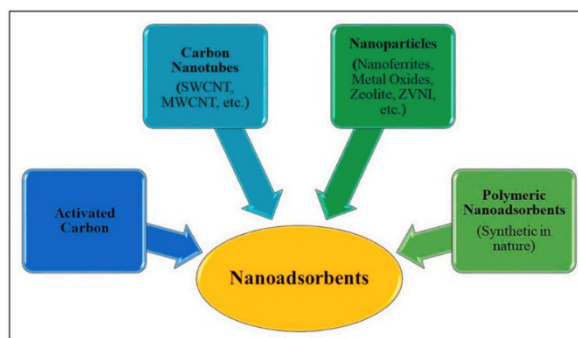 Carbon
Nanotubes
(SWCNT,
MWCNT, etc.)
Nanoparticles
(Nanoferrites,
Metal Oxides,
Zeolite, ZVNI,
etc.)
Activated
Carbon
Polymeric
Nanoadsorbents
(Synthetic in
nature)
Nanoadsorbents